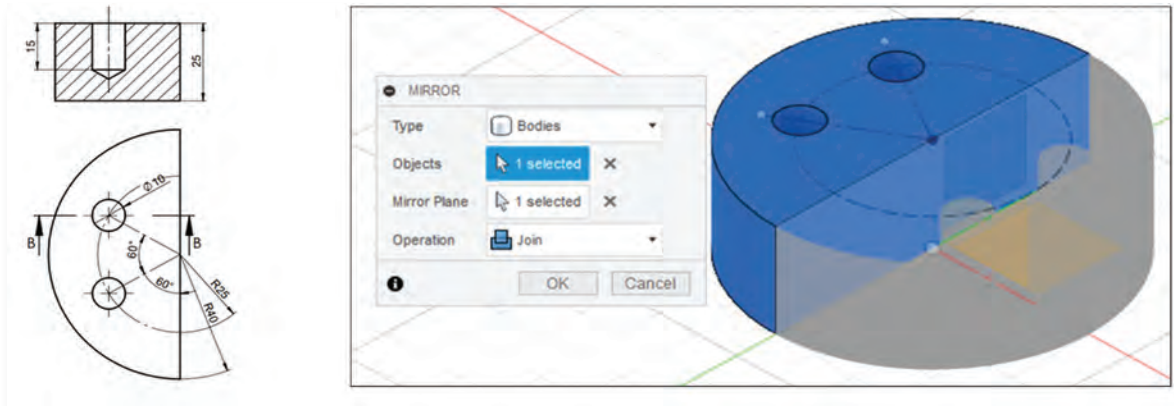 15
25
Ø10
B
B
60°
60°
R25
R40
MIRROR
Type
Bodies
Objects
1 selected
Mirror Plane
1 selected
Operation
Join
OK
Cancel